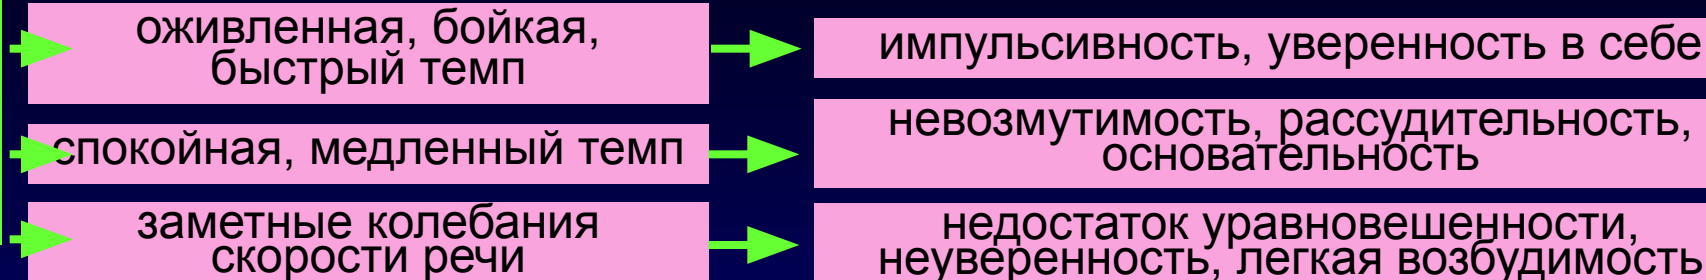 оживленная, бойкая,
быстрый темп
импульсивность, уверенность в себе
спокойная, медленный темп
невозмутимость, рассудительность,
основательность
заметные колебания
скорости речи
недостаток уравновешенности,
неуверенность, легкая возбудимость